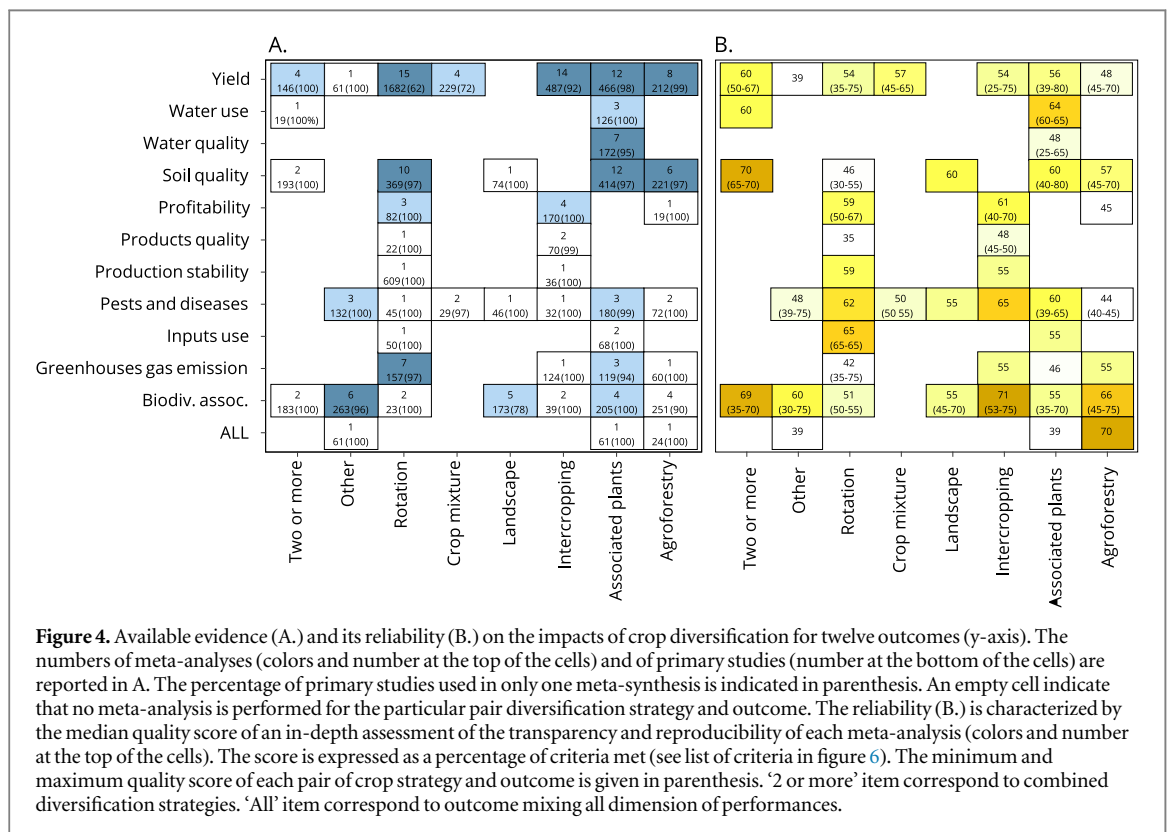 A.
B.
Yield
4 1 15 4 14 12 8
146(100) 61(100) 1682(62) 229(72) 487(92) 466(98) 212(99)
60 39 54 57 54 56 48
(50-67) (35-75) (45-65) (25-75) (39-80) (45-70)
Water use
1 3
19(100%) 126(100)
60 64
(60-65)
Water quality
7
172(95)
48
(25-65)
Soil quality
2 10 1 12 6
193(100) 369(97) 74(100) 414(97) 221(97)
70 46 60 60 57
(65-70) (30-55) (40-80) (45-70)
Profitability
3 4 1
82(100) 170(100) 19(100)
59 61 45
(50-67) (40-70)
Products quality
1 2
22(100) 70(99)
35 48
(45-50)
Production stability
1 1
609(100) 36(100)
59 55
Pests and diseases
3 1 2 1 1 3 2
132(100) 45(100) 29(97) 46(100) 32(100) 180(99) 72(100)
48 62 50 55 65 60 44
(39-75) (50 55) (39-65) (40-45)
Inputs use
1 2
50(100) 68(100)
65 55
(65-65)
Greenhouses gas emission
7 1 3 1
157(97) 124(100) 119(94) 60(100)
42 55 46 55
(35-75)
Biodiv. assoc.
2 6 2 5 2 4 4
183(100) 263(96) 23(100) 173(78) 39(100) 205(100) 251(90)
69 60 51 55 71 55 66
(35-70) (30-75) (50-55) (45-70) (53-75) (35-70) (45-75)
ALL
1 1 1
61(100) 61(100) 24(100)
39 39 70
Two or more
Other
Rotation
Crop mixture
Landscape
Intercropping
Associated plants
Agroforestry
Two or more
Other
Rotation
Crop mixture
Landscape
Intercropping
Associated plants
Agroforestry
Figure 4. Available evidence (A.) and its reliability (B.) on the impacts of crop diversification for twelve outcomes (y-axis). The
numbers of meta-analyses (colors and number at the top of the cells) and of primary studies (number at the bottom of the cells) are
reported in A. The percentage of primary studies used in only one meta-synthesis is indicated in parenthesis. An empty cell indicate
that no meta-analysis is performed for the particular pair diversification strategy and outcome. The reliability (B.) is characterized by
the median quality score of an in-depth assessment of the transparency and reproducibility of each meta-analysis (colors and number
at the top of the cells). The score is expressed as a percentage of criteria met (see list of criteria in figure 6). The minimum and
maximum quality score of each pair of crop strategy and outcome is given in parenthesis. ‘2 or more’ item correspond to combined
diversification strategies. ‘All’ item correspond to outcome mixing all dimension of performances.